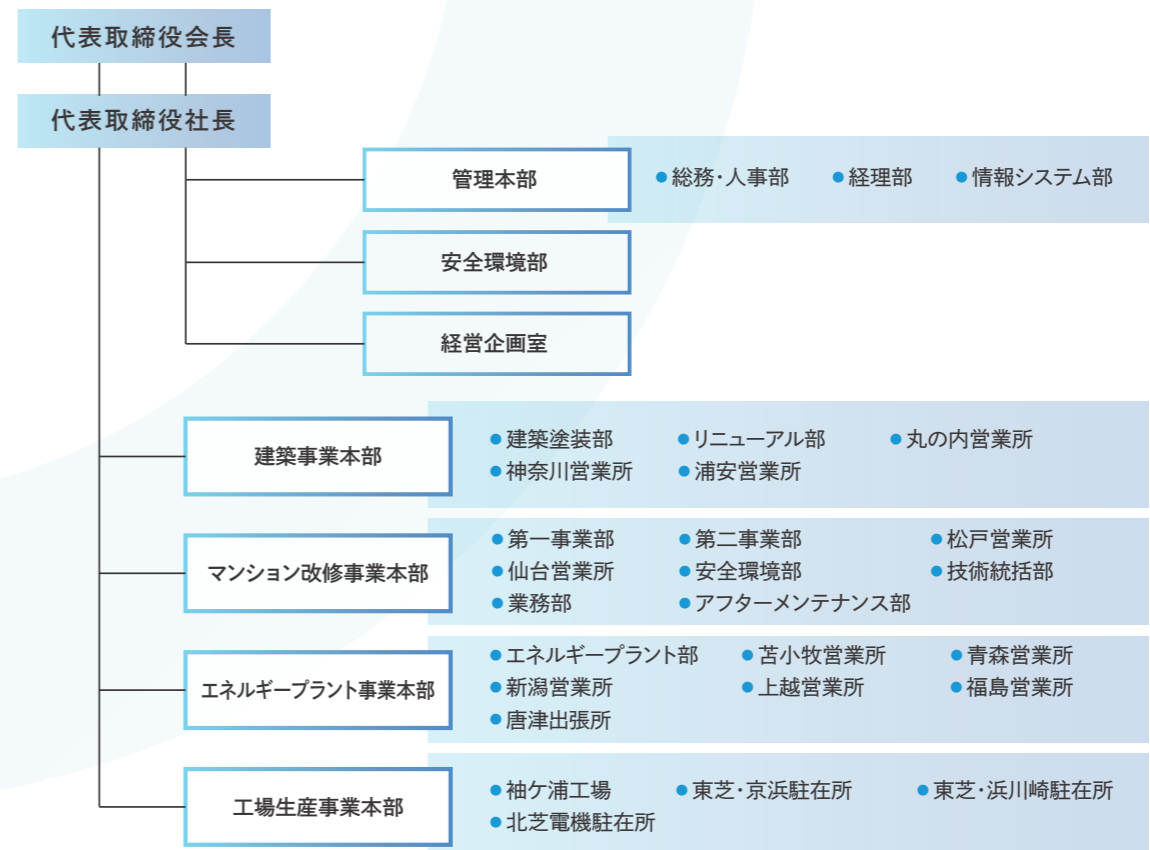 代表取締役会長
代表取締役社長
管理本部
●総務・人事部 ●経理部 ●情報システム部
安全環境部
経営企画室
建築事業本部
●建築塗装部 ●リニューアル部 ●丸の内営業所
●神奈川営業所 ●浦安営業所
マンション改修事業本部
●第一事業部 ●第二事業部 ●松戸営業所
●仙台営業所 ●安全環境部 ●技術統括部
●業務部 ●アフターメンテナンス部
エネルギープラント事業本部
●エネルギープラント部 ●苫小牧営業所 ●青森営業所
●新潟営業所 ●上越営業所 ●福島営業所
●唐津出張所
工場生産事業本部
●袖ケ浦工場 ●東芝・京浜駐在所 ●東芝・浜川崎駐在所
●北芝電機駐在所